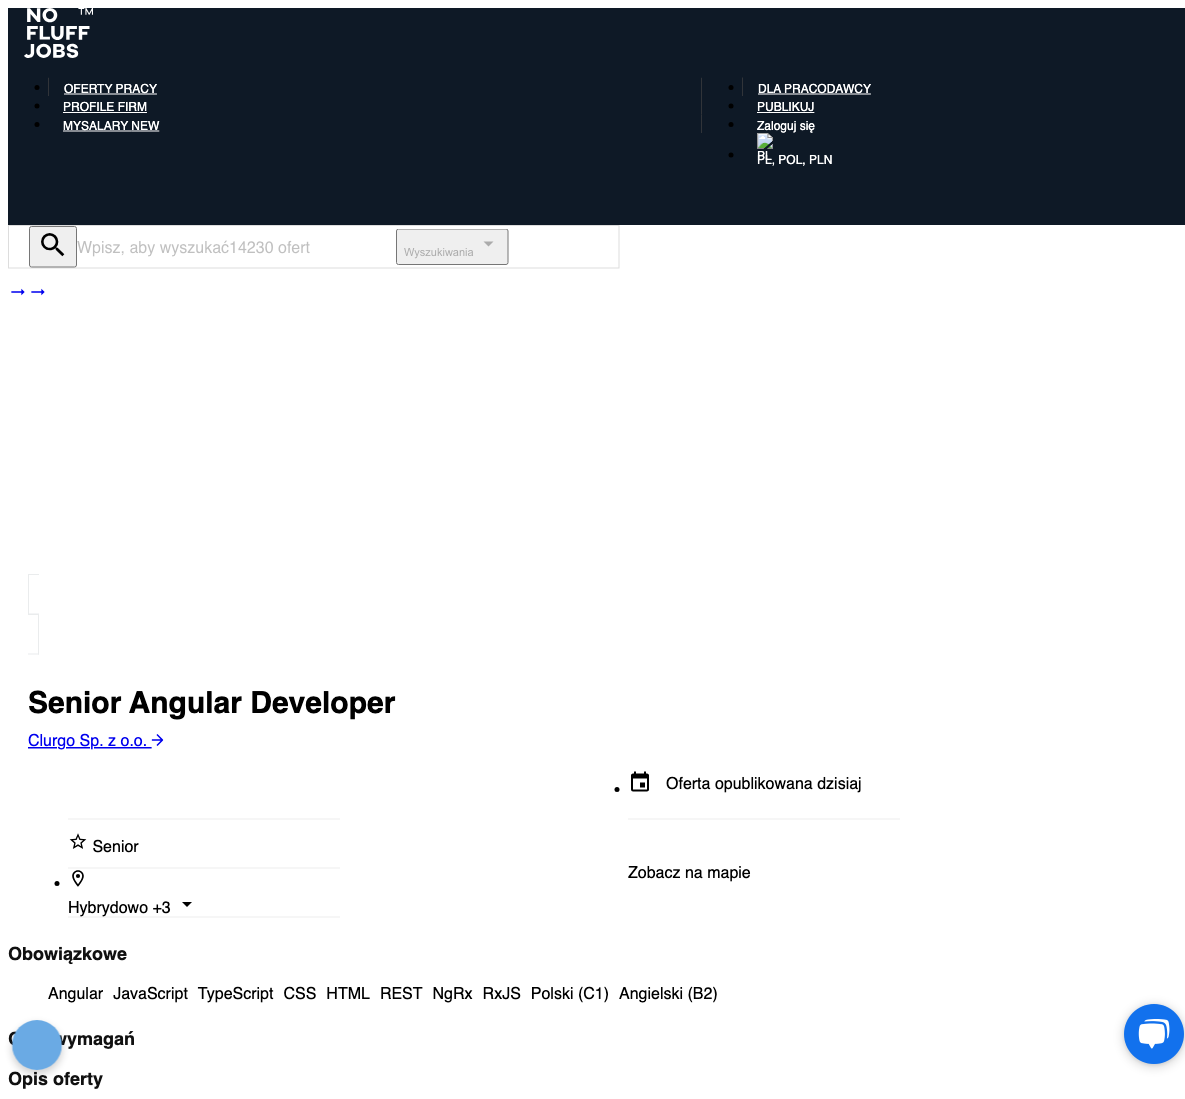 NO
FLUFF
JOBS
TM
OFERTY PRACY
PROFILE FIRM
MYSALARY NEW
DLA PRACODAWCY
PUBLIKUJ
Zaloguj się
PL, POL, PLN
Wpisz, aby wyszukać14230 ofert
Wyszukiwania
→ →
Senior Angular Developer
Clurgo Sp. z o.o.
Oferta opublikowana dzisiaj
Senior
Zobacz na mapie
Hybrydowo +3
Obowiązkowe
Angular JavaScript TypeScript CSS HTML REST NgRx RxJS Polski (C1) Angielski (B2)
wymagań
Opis oferty